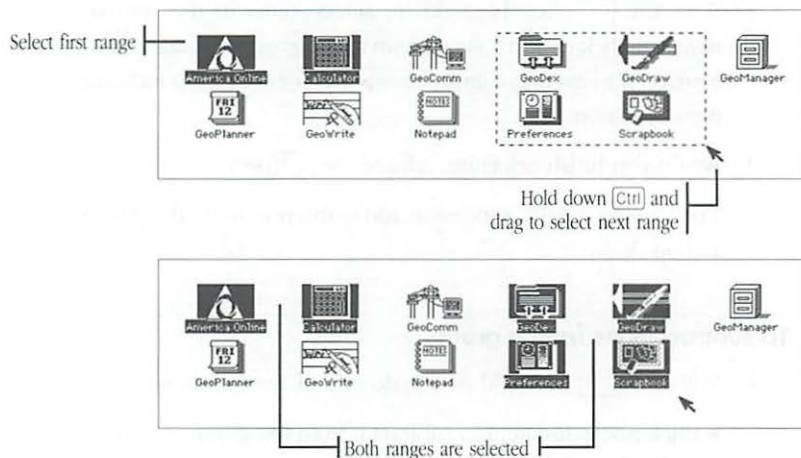 Select first range
America Online Calculator GeoComm GeoDex GeoDraw GeoManager
FRI
12
NOTES
GeoPlanner GeoWrite Notepad Preferences Scrapbook
Hold down Ctrl and
drag to select next range
America Online Calculator GeoComm GeoDex GeoDraw GeoManager
FRI
12
NOTES
GeoPlanner GeoWrite Notepad Preferences Scrapbook
Both ranges are selected